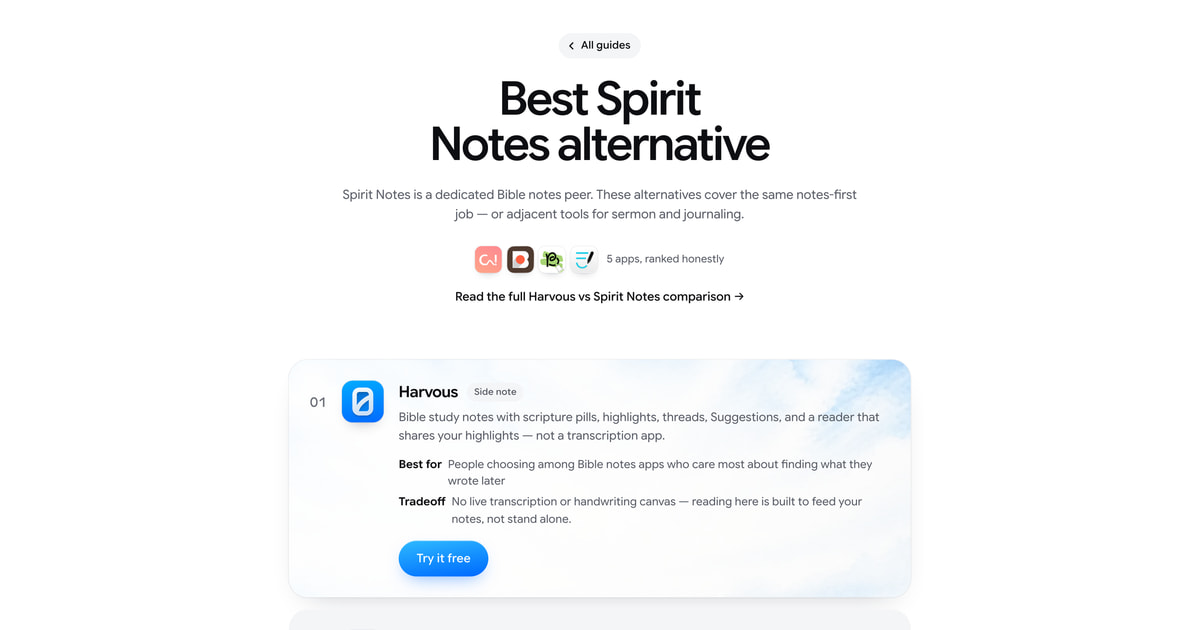 All guides
Best Spirit
Notes alternative
Spirit Notes is a dedicated Bible notes peer. These alternatives cover the same notes-first
job — or adjacent tools for sermon and journaling.
5 apps, ranked honestly
Read the full Harvous vs Spirit Notes comparison →
01
Harvous
Side note
Bible study notes with scripture pills, highlights, threads, Suggestions, and a reader that
shares your highlights — not a transcription app.
Best for People choosing among Bible notes apps who care most about finding what they
wrote later
Tradeoff No live transcription or handwriting canvas — reading here is built to feed your
notes, not stand alone.
Try it free